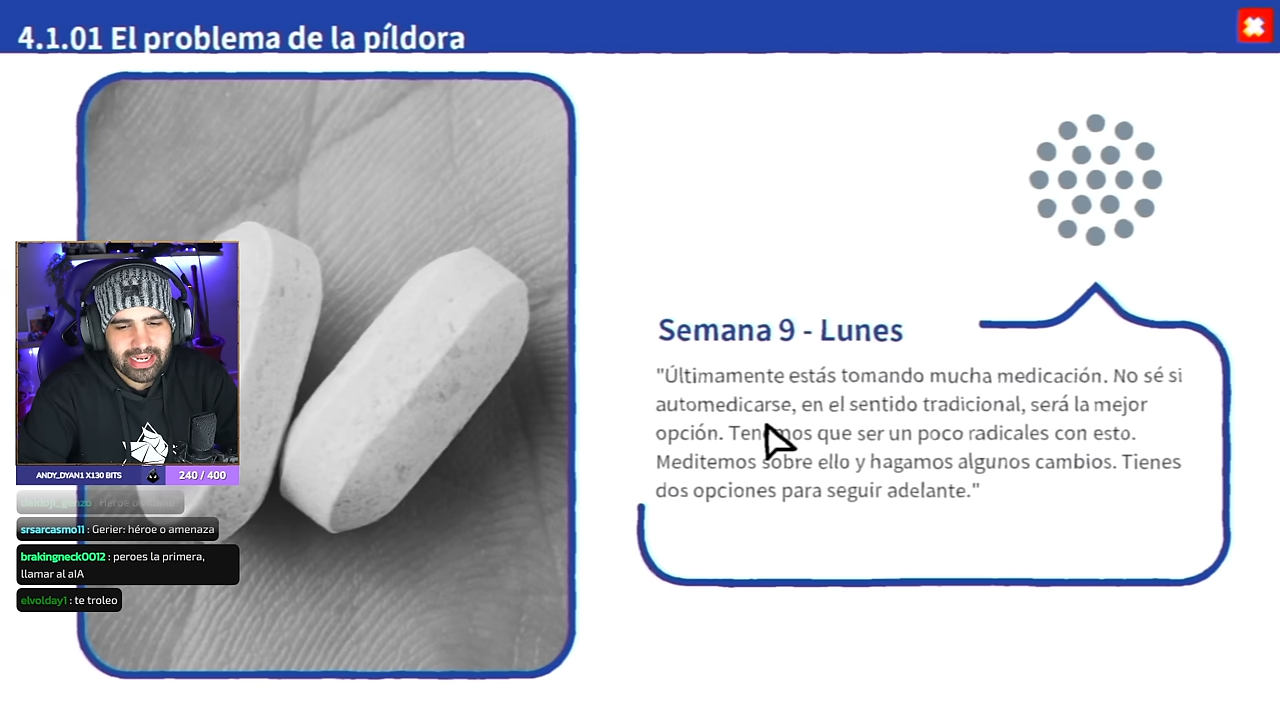 4.1.01 El problema de la píldora
Semana 9 - Lunes
"Últimamente estás tomando mucha medicación. No sé si
automedicarse, en el sentido tradicional, será la mejor
opción. Tenemos que ser un poco radicales con esto.
Meditemos sobre ello y hagamos algunos cambios. Tienes
dos opciones para seguir adelante."
ANDY_DYAN1 X130 BITS
240 / 400
srsarcasmo11 : Gerier: héroe o amenaza
brakingneck0012 : peroes la primera,
llamar al aIA
elvolday1 : te troleo